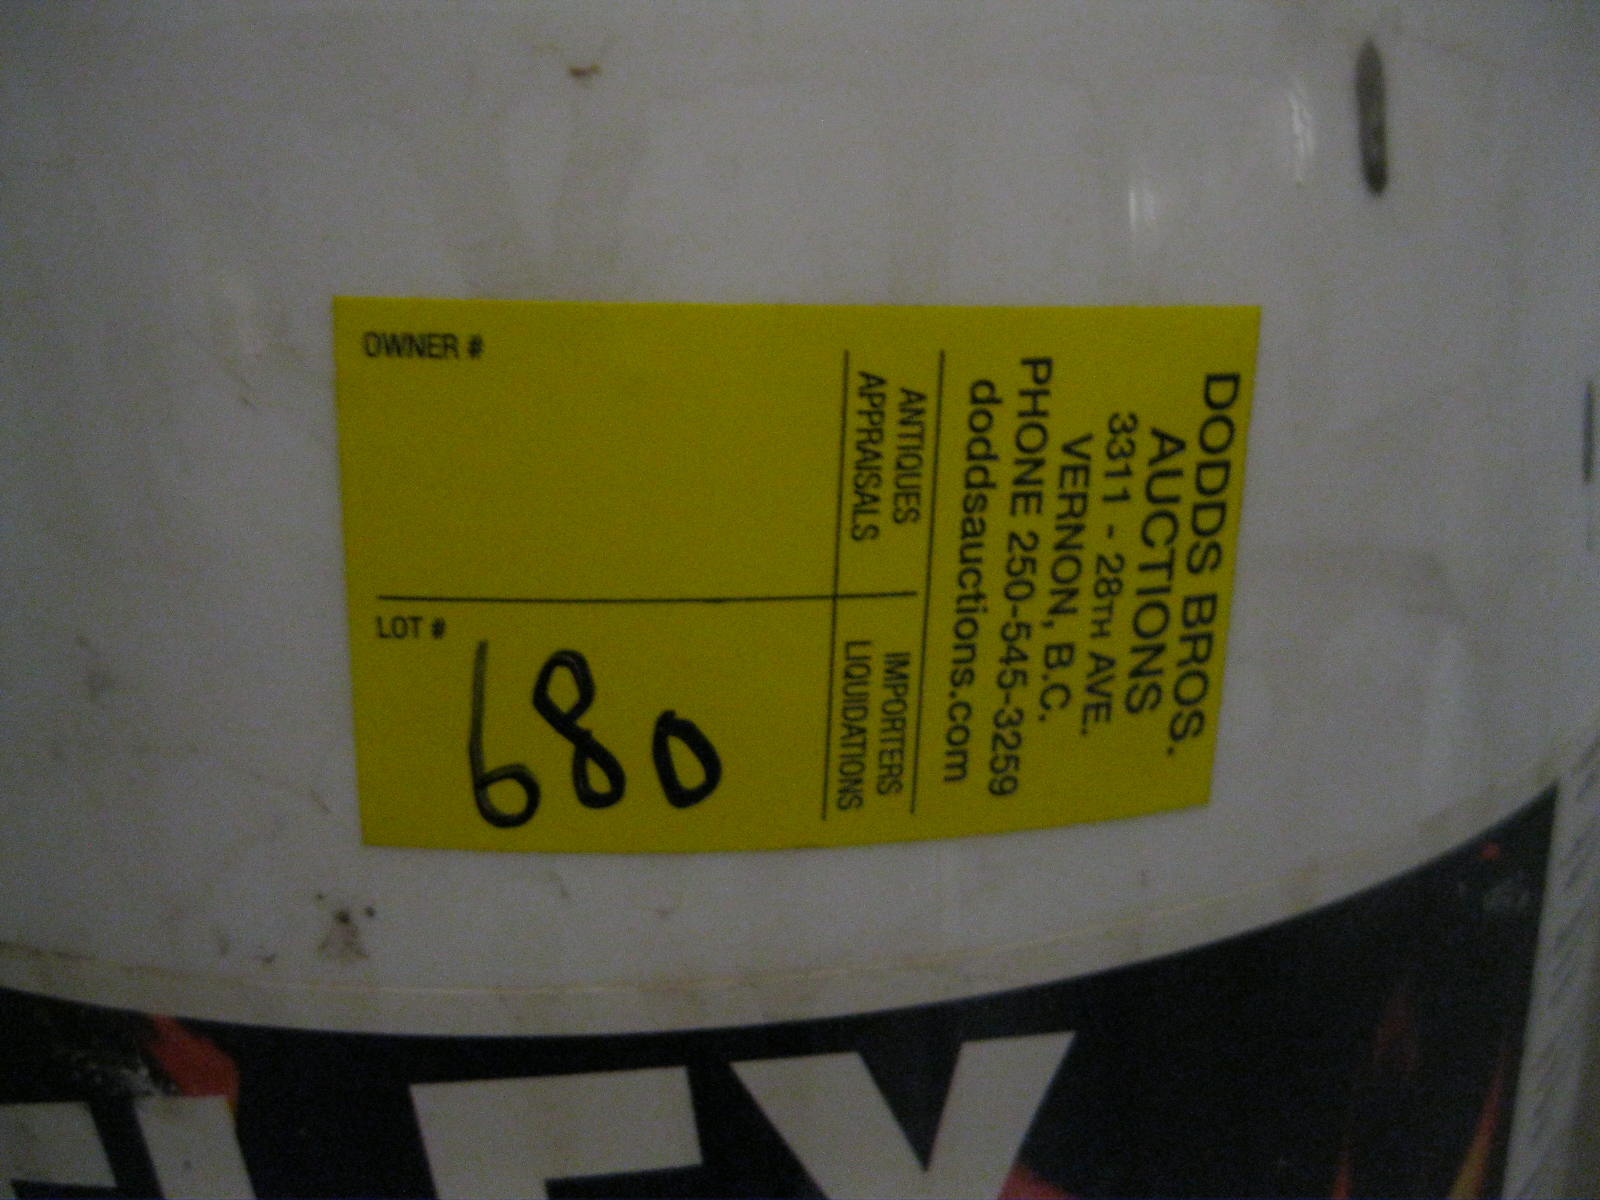 DODDS BROS.
AUCTIONS
3311 - 28TH AVE.
VERNON, B.C.
PHONE 250-545-3259
doddsauctions.com
ANTIQUES
APPRAISALS
IMPORTERS
LIQUIDATIONS
OWNER #
LOT #
680